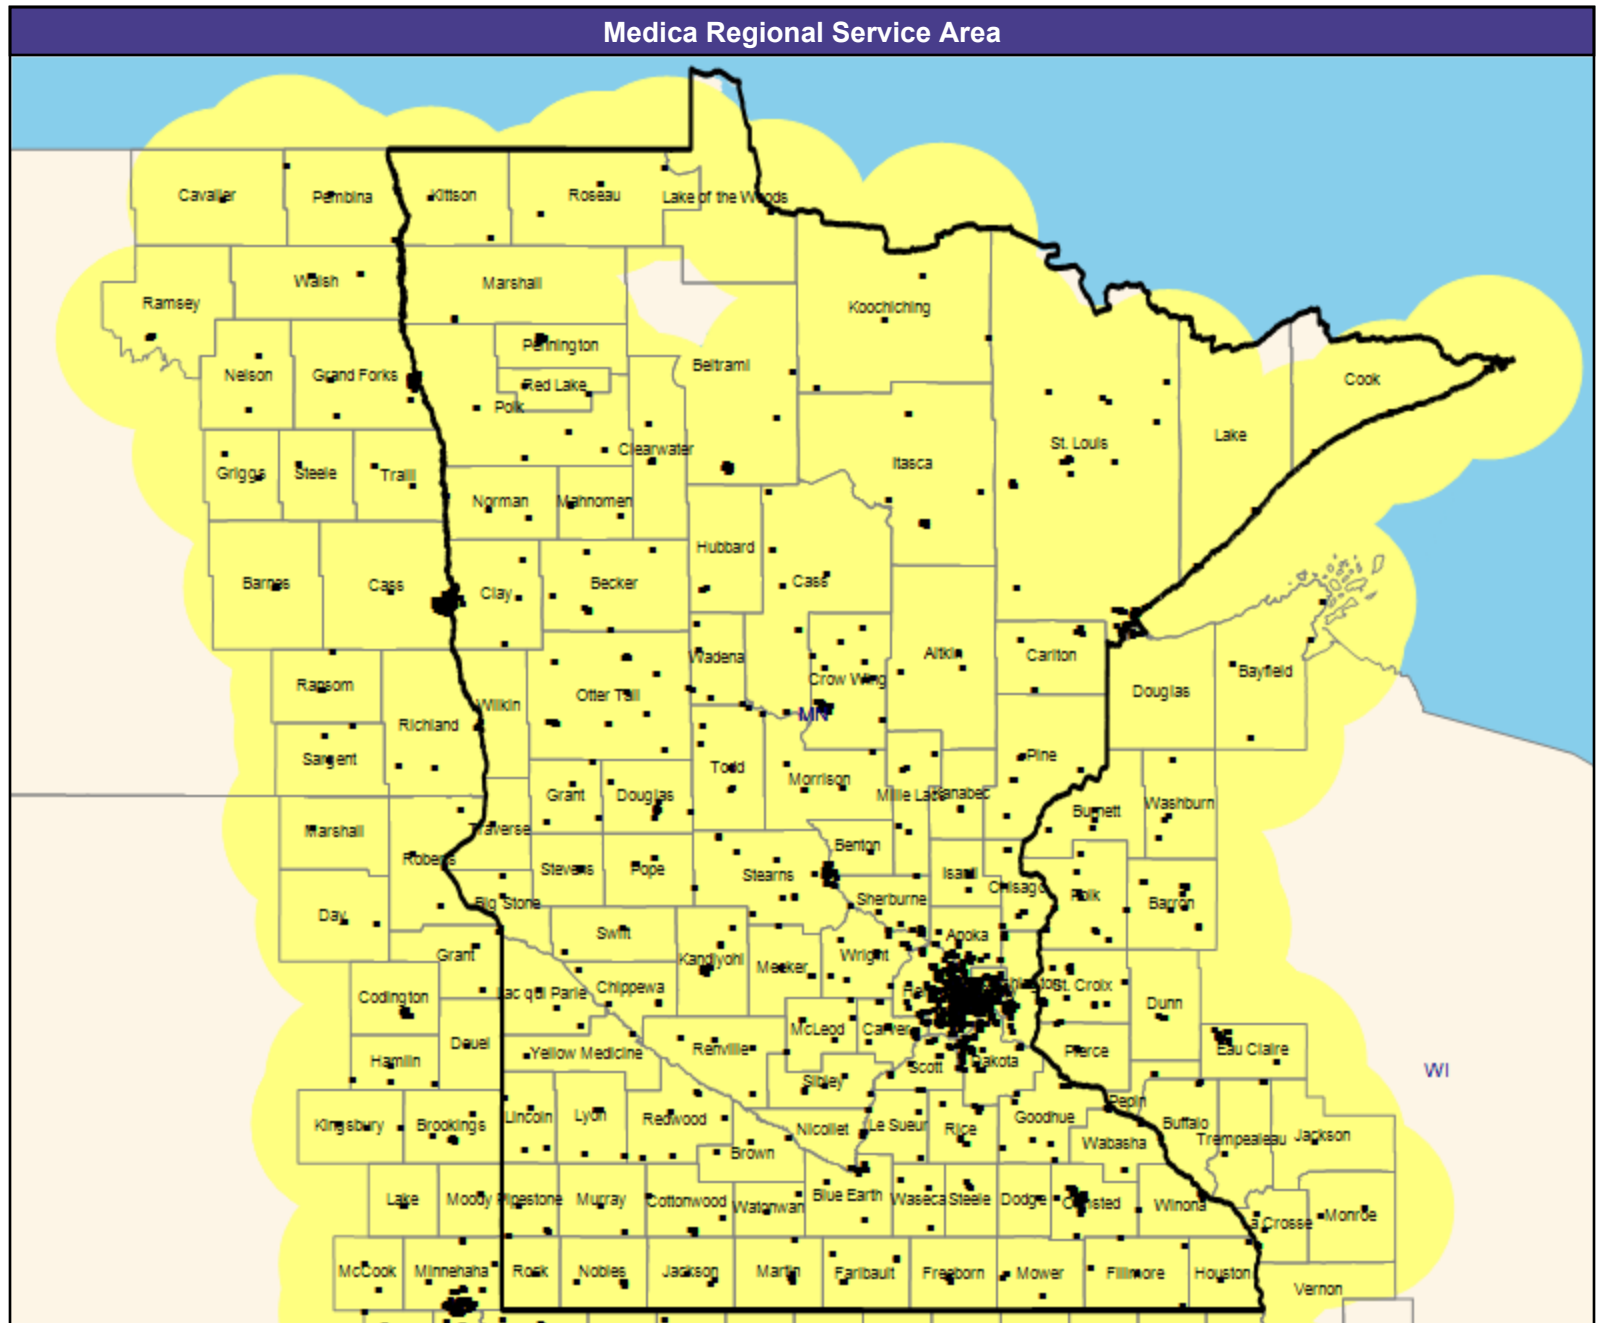 Medica Regional Service Area
Cavalier
Pembina
Kittson
Roseau
Lake of the Woods
Walsh
Marshall
Ramsey
Koochiching
Pennington
Beltrami
Nelson
Grand Forks
Red Lake
Cook
Polk
Lake
Clearwater
St. Louis
Itasca
Griggs
Steele
Traill
Norman
Mahnomen
Hubbard
Barnes
Cass
Clay
Becker
Cass
Wadena
Aitkin
Carlton
Crow Wing
Bayfield
Ransom
Otter Tail
Douglas
Wilkin
MN
Richland
Sargent
Todd
Pine
Morrison
Grant
Douglas
Mille Lacs
Kanabec
Washburn
Burnett
Marshall
Traverse
Benton
Roberts
Stevens
Pope
Stearns
Isanti
Chisago
Polk
Big Stone
Sherburne
Barron
Day
Swift
Anoka
Grant
Kandiyohi
Meeker
Wright
Codington
Lac qui Parle
Chippewa
St. Croix
Dunn
McLeod
Carver
Deuel
Yellow Medicine
Renville
Pierce
Eau Claire
Hamlin
Scott
Dakota
WI
Sibley
Pepin
Kingsbury
Brookings
Lincoln
Lyon
Redwood
Nicollet
Le Sueur
Rice
Goodhue
Buffalo
Trempealeau
Jackson
Wabasha
Brown
Lake
Moody
Pipestone
Murray
Cottonwood
Watonwan
Blue Earth
Waseca
Steele
Dodge
Olmsted
Winona
La Crosse
Monroe
McCook
Minnehaha
Rock
Nobles
Jackson
Martin
Faribault
Freeborn
Mower
Fillmore
Houston
Vernon